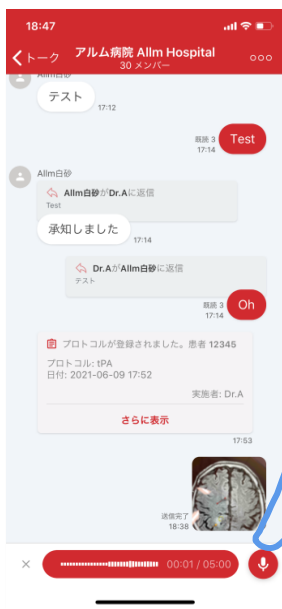 18:47
トーク
アルム病院 Allm Hospital
30 メンバー
Allm白砂
テスト
17:12
既読 3
17:14
Test
Allm白砂
Allm白砂がDr.Aに返信
Test
承知しました
17:14
Dr.AがAllm白砂に返信
テスト
既読 3
17:14
Oh
プロトコルが登録されました。患者 12345
プロトコル: tPA
日付: 2021-06-09 17:52
実施者: Dr.A
さらに表示
17:53
送信完了
18:38
00:01 / 05:00